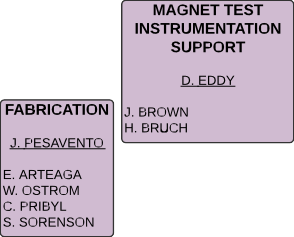 MAGNET TEST
INSTRUMENTATION
SUPPORT
D. EDDY
J. BROWN
H. BRUCH
FABRICATION
J. PESAVENTO
E. ARTEAGA
W. OSTROM
C. PRIBYL
S. SORENSON